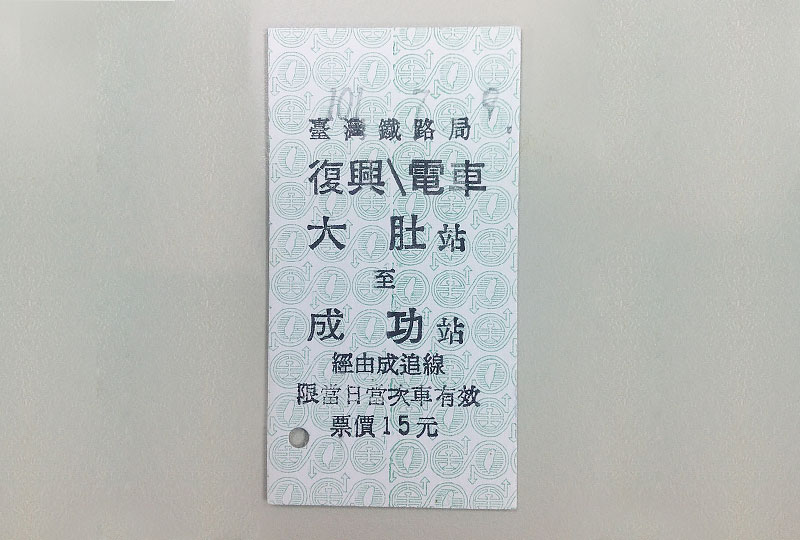 101 7 9
臺灣鐵路局
復興\電車
大肚站
至
成功站
經由成追線
限當日當次車有效
票價15元